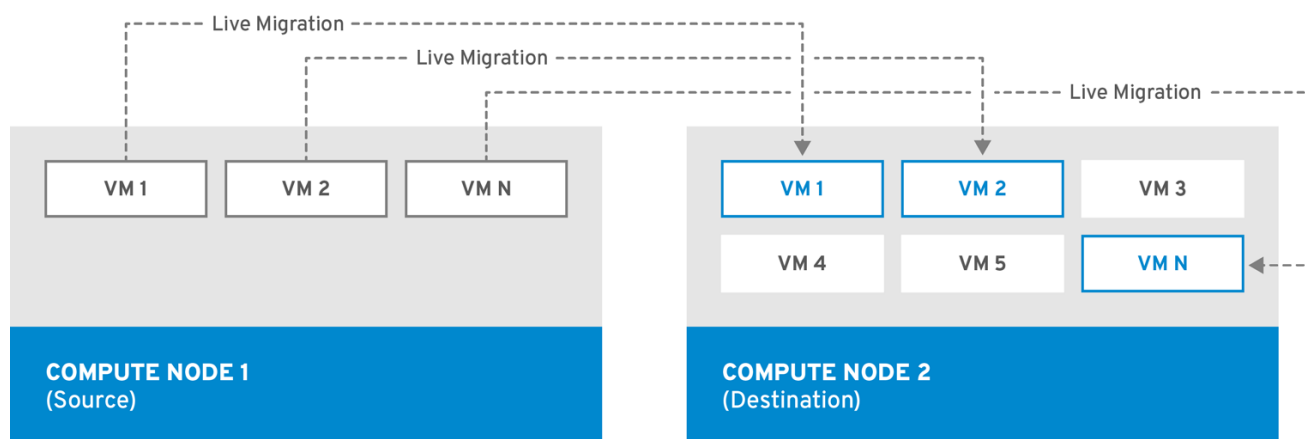 Live Migration
Live Migration
Live Migration
VM 1
VM 2
VM N
VM 1
VM 2
VM 3
VM 4
VM 5
VM N
COMPUTE NODE 1
(Source)
COMPUTE NODE 2
(Destination)